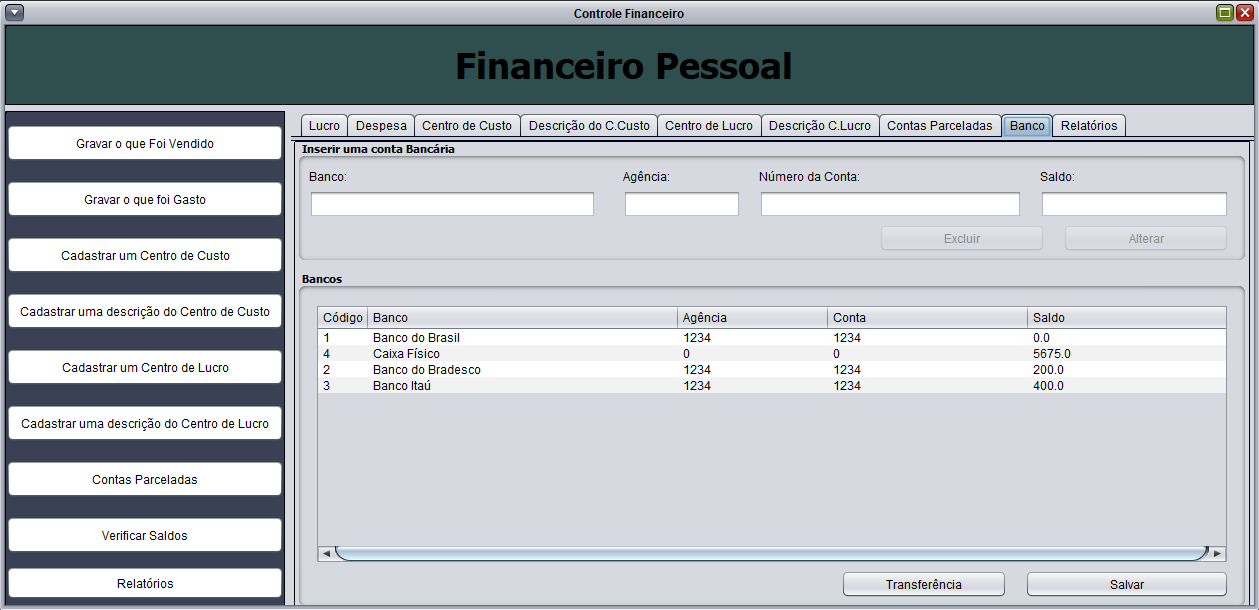 Controle Financeiro
Financeiro Pessoal
Gravar o que Foi Vendido
Gravar o que foi Gasto
Cadastrar um Centro de Custo
Cadastrar uma descrição do Centro de Custo
Cadastrar um Centro de Lucro
Cadastrar uma descrição do Centro de Lucro
Contas Parceladas
Verificar Saldos
Relatórios
Lucro Despesa Centro de Custo Descrição do C.Custo Centro de Lucro Descrição C.Lucro Contas Parceladas Banco Relatórios
Inserir uma conta Bancária
Banco: Agência: Número da Conta: Saldo:
Excluir Alterar
Bancos
Código Banco Agência Conta Saldo
1 Banco do Brasil 1234 1234 0.0
4 Caixa Físico 0 0 5675.0
2 Banco do Bradesco 1234 1234 200.0
3 Banco Itaú 1234 1234 400.0
Transferência Salvar